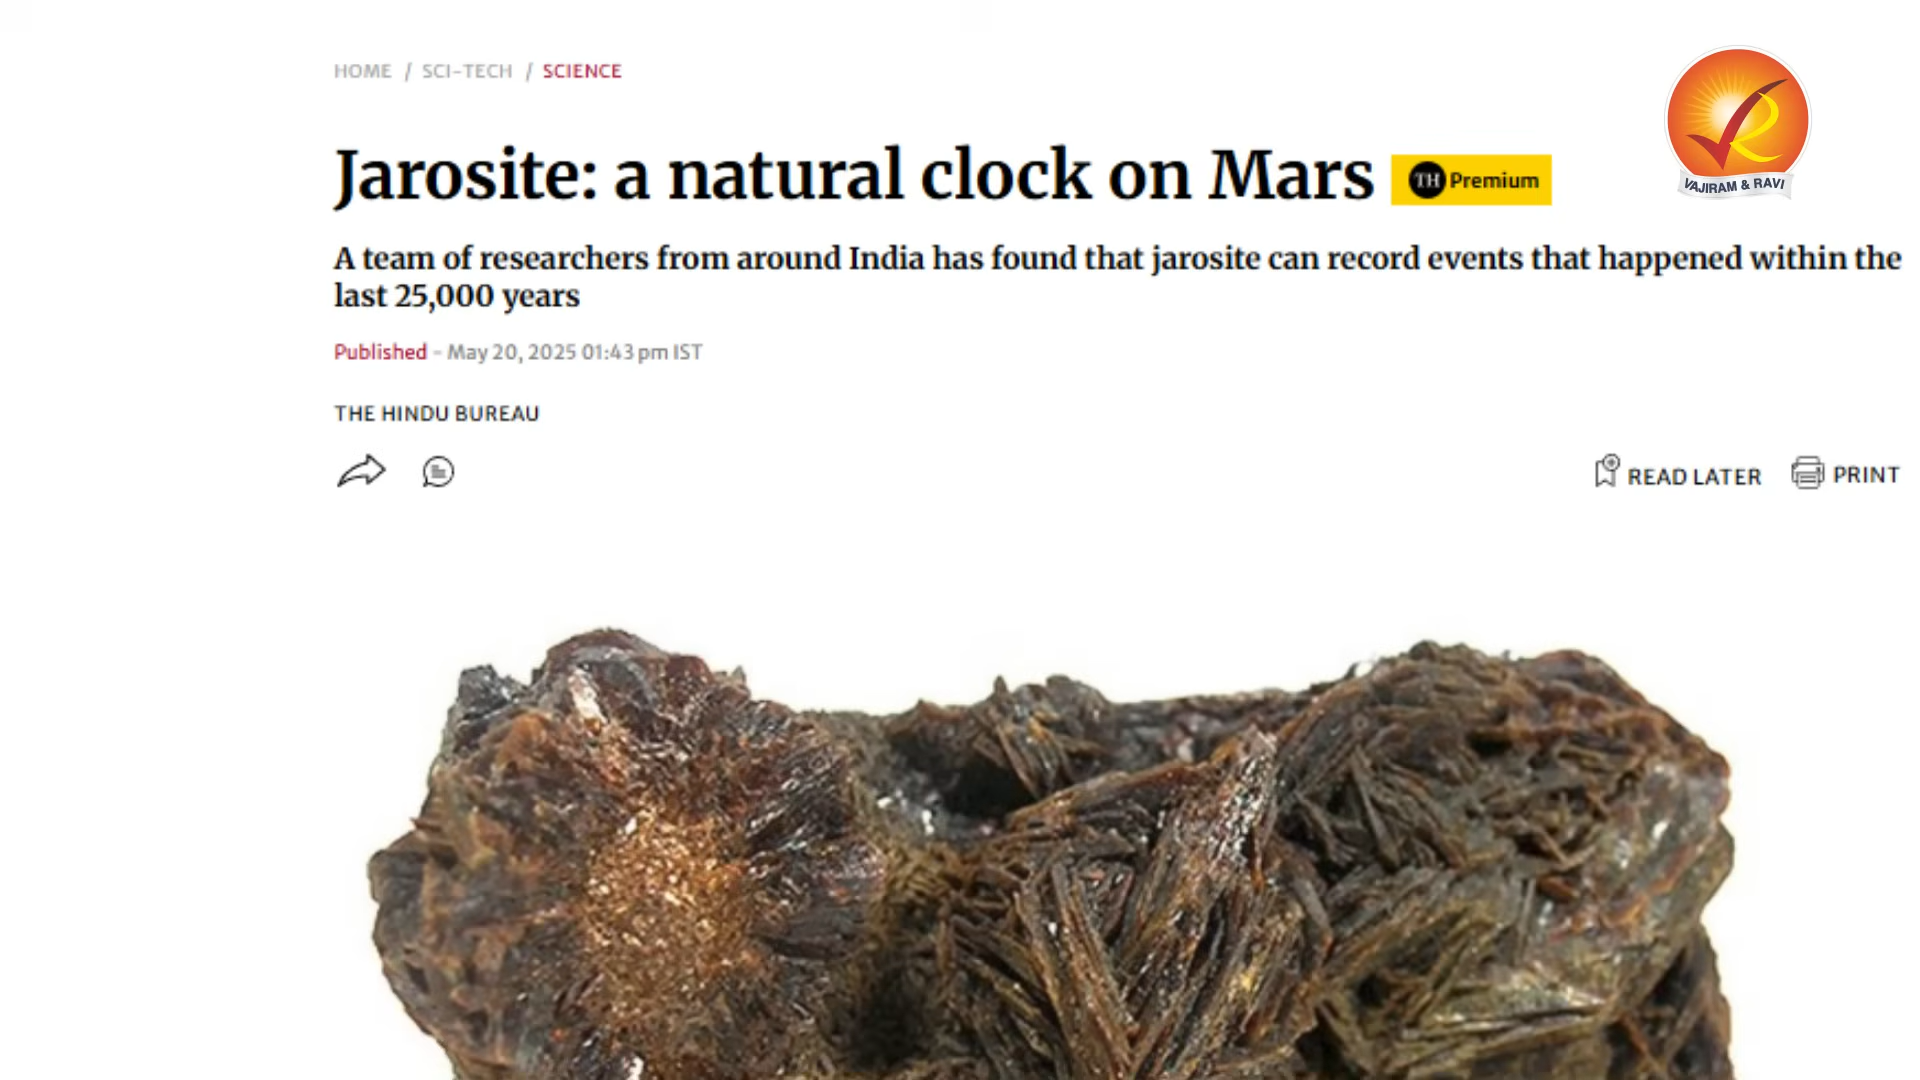 HOME / SCI-TECH / SCIENCE
Jarosite: a natural clock on Mars TH Premium
VAJIRAM & RAVI
A team of researchers from around India has found that jarosite can record events that happened within the
last 25,000 years
Published - May 20, 2025 01:43 pm IST
THE HINDU BUREAU
READ LATER PRINT